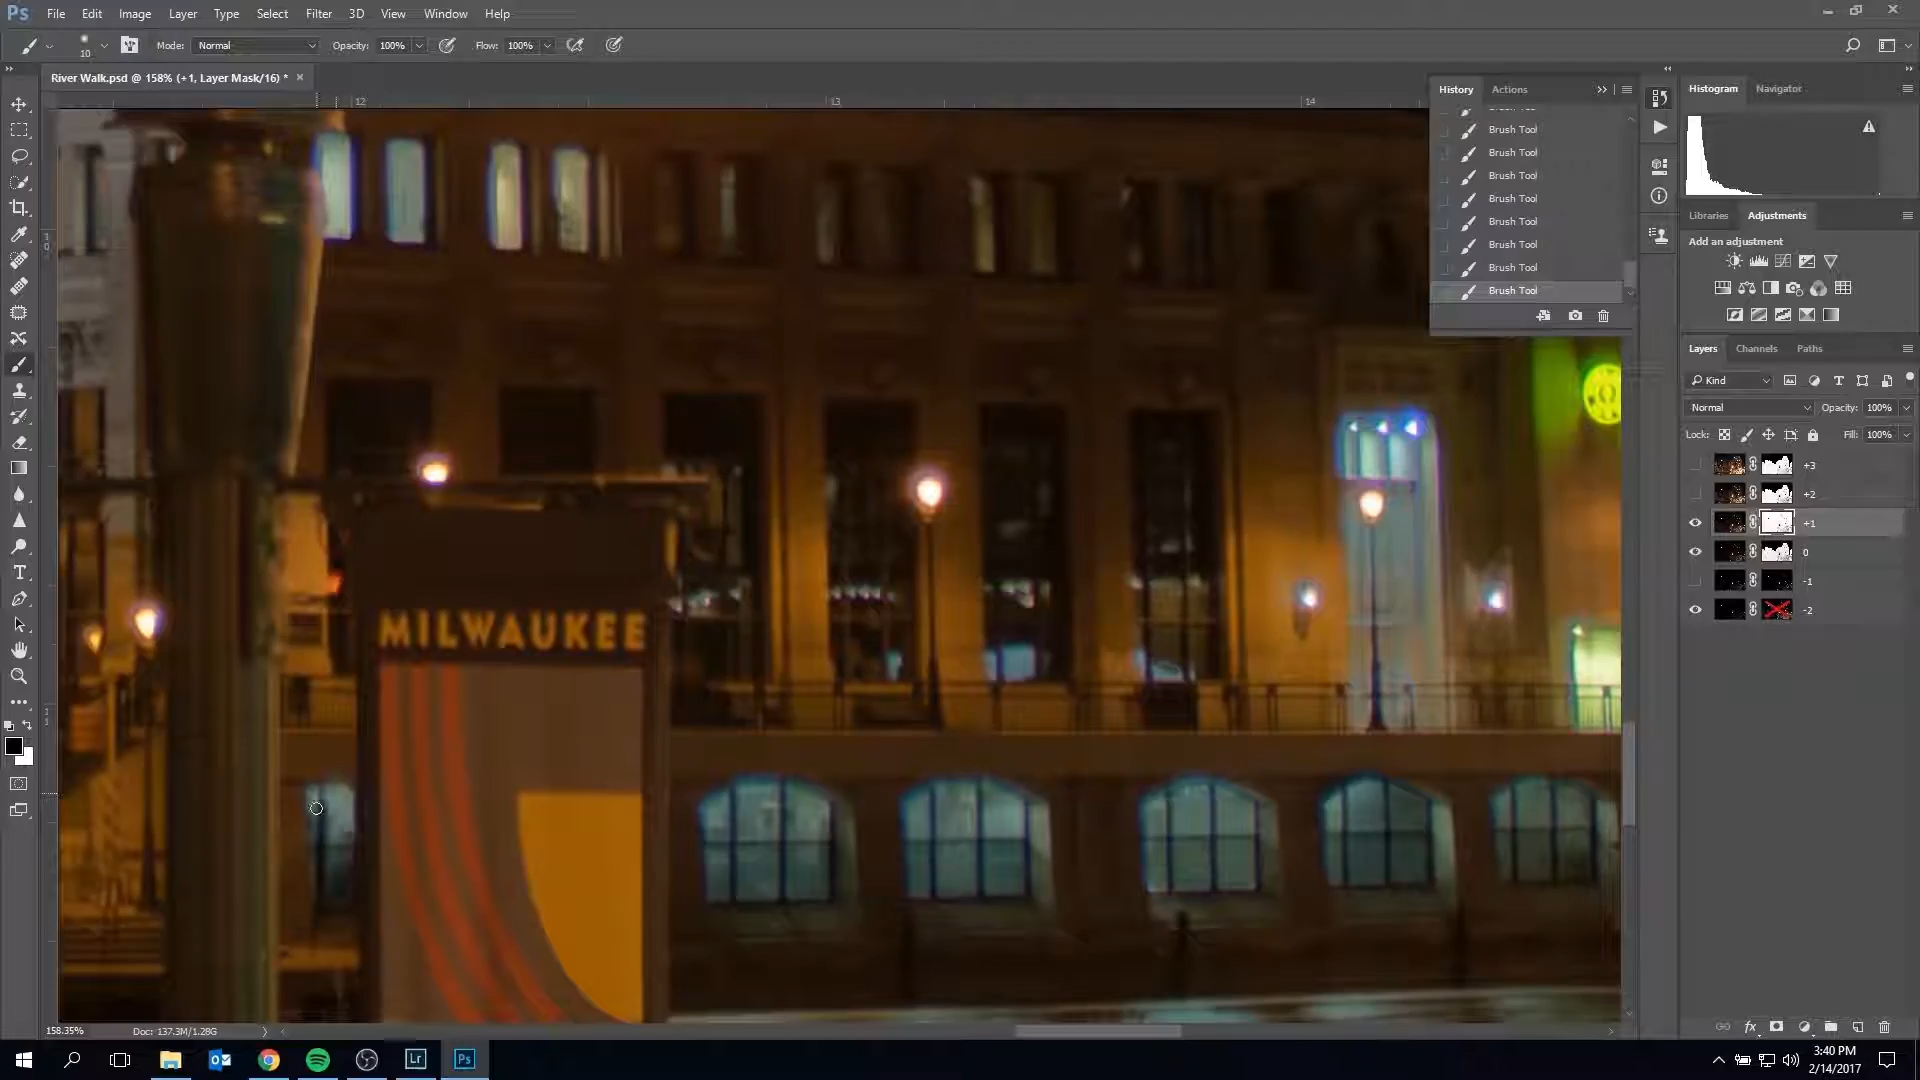 Ps File Edit Image Layer Type Select Filter 3D View Window Help
10 Mode: Normal Opacity: 100% Flow: 100%
River Walk.psd @ 158% (+1, Layer Mask/16) * ×
12 13 14
History Actions
Brush Tool
Brush Tool
Brush Tool
Brush Tool
Brush Tool
Brush Tool
Brush Tool
Brush Tool
Histogram Navigator
Libraries Adjustments
Add an adjustment
Layers Channels Paths
Kind
Normal Opacity: 100%
Lock: Fill: 100%
+3
+2
+1
0
-1
-2
MILWAUKEE
158.35% Doc: 137.3M/1.28G
Lr Ps
3:40 PM
2/14/2017